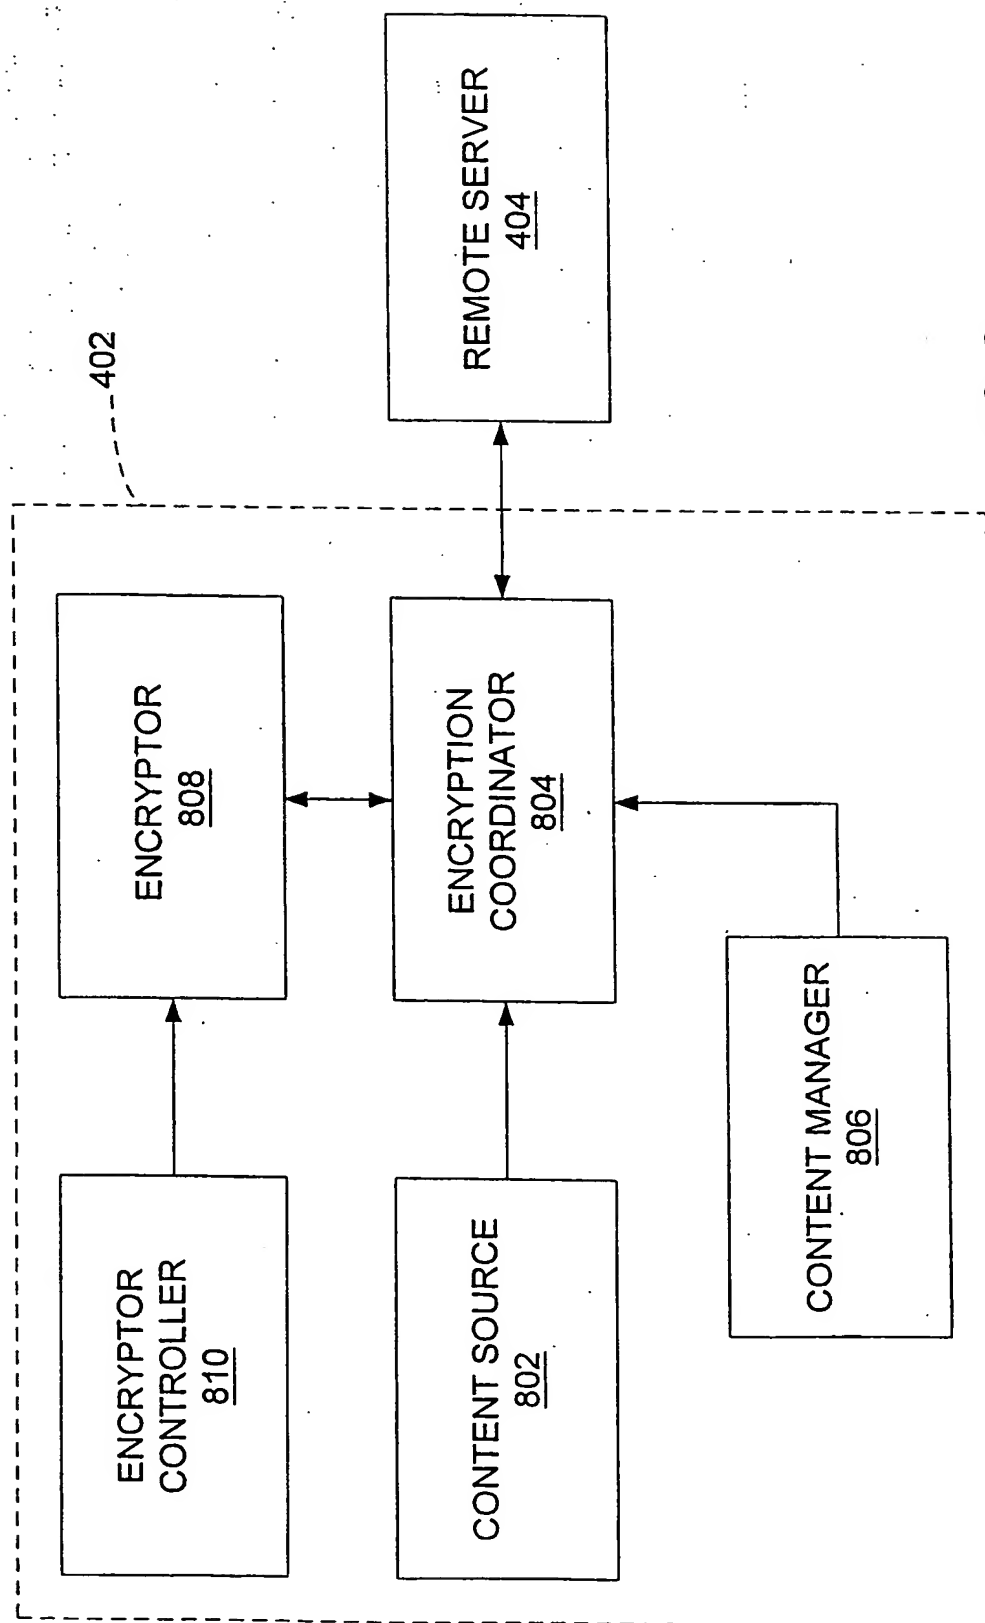 402
ENCRYPTOR
CONTROLLER
810
ENCRYPTOR
808
CONTENT SOURCE
802
ENCRYPTION
COORDINATOR
804
REMOTE SERVER
404
CONTENT MANAGER
806